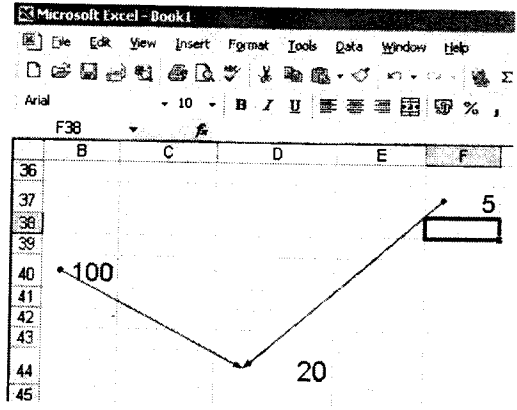 Microsoft Excel - Book1
File Edit View Insert Format Tools Data Window Help
Σ
Arial 10 B I U % ,
F38 fx
B C D E F
36
37 5
38
39
40 100
41
42
43
44 20
45